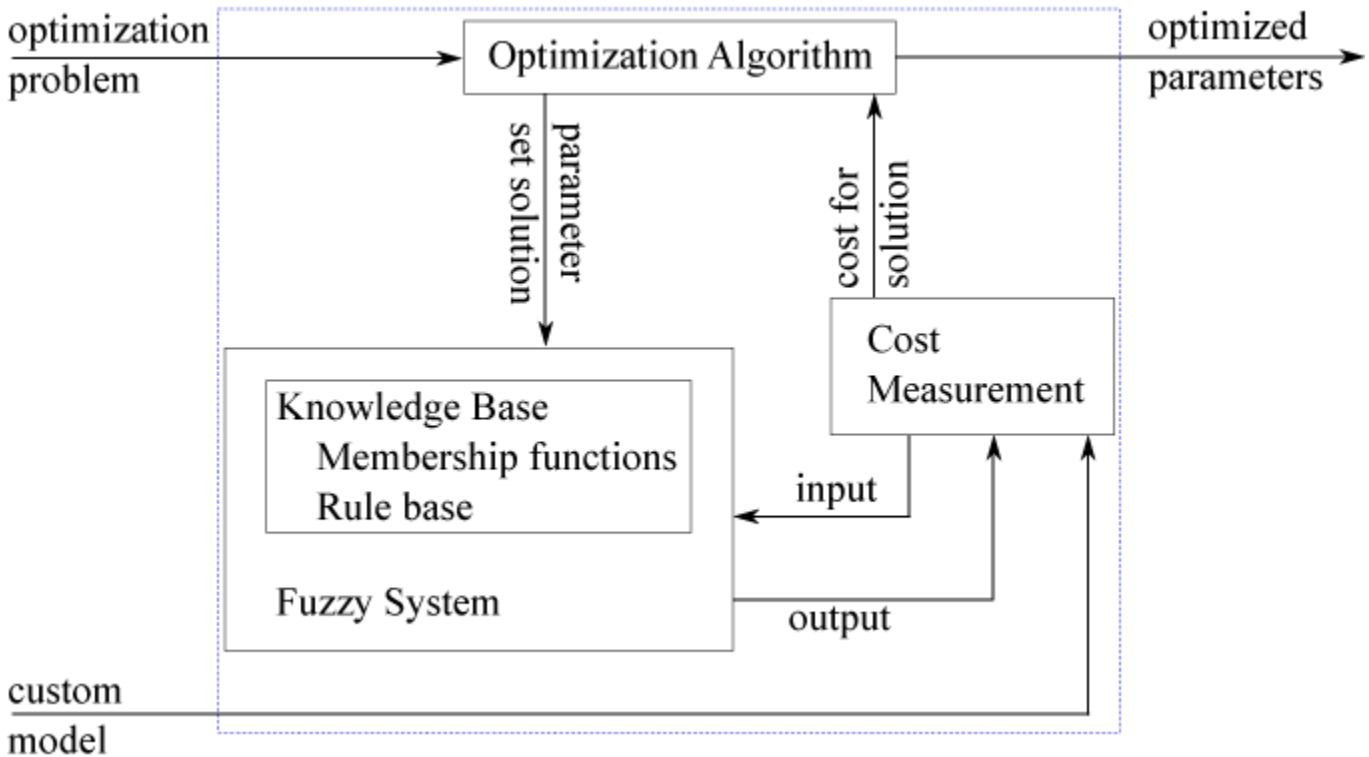 optimization
problem
Optimization Algorithm
optimized
parameters
parameter
set solution
cost for
solution
Cost
Measurement
Knowledge Base
Membership functions
Rule base
input
Fuzzy System
output
custom
model